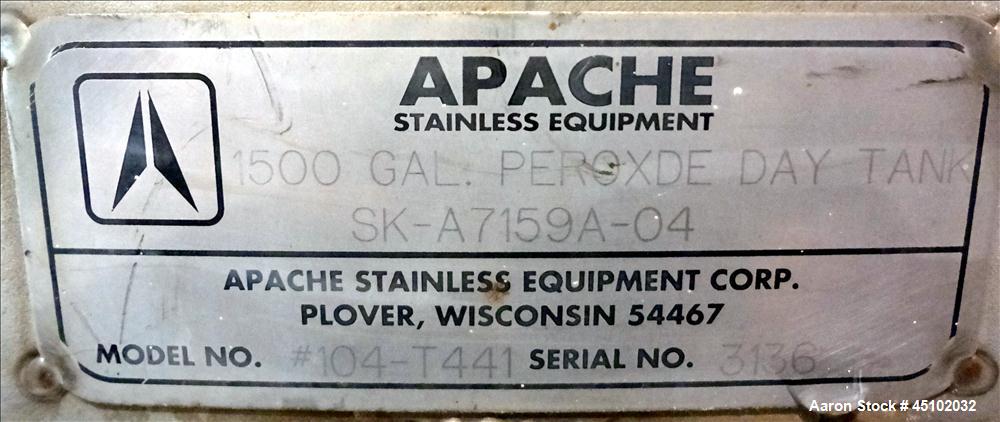 APACHE
STAINLESS EQUIPMENT
1500 GAL. PEROXDE DAY TANK
SK-A7159A-04
APACHE STAINLESS EQUIPMENT CORP.
PLOVER, WISCONSIN 54467
MODEL NO. #104-T441 SERIAL NO. 3136
Aaron Stock # 45102032